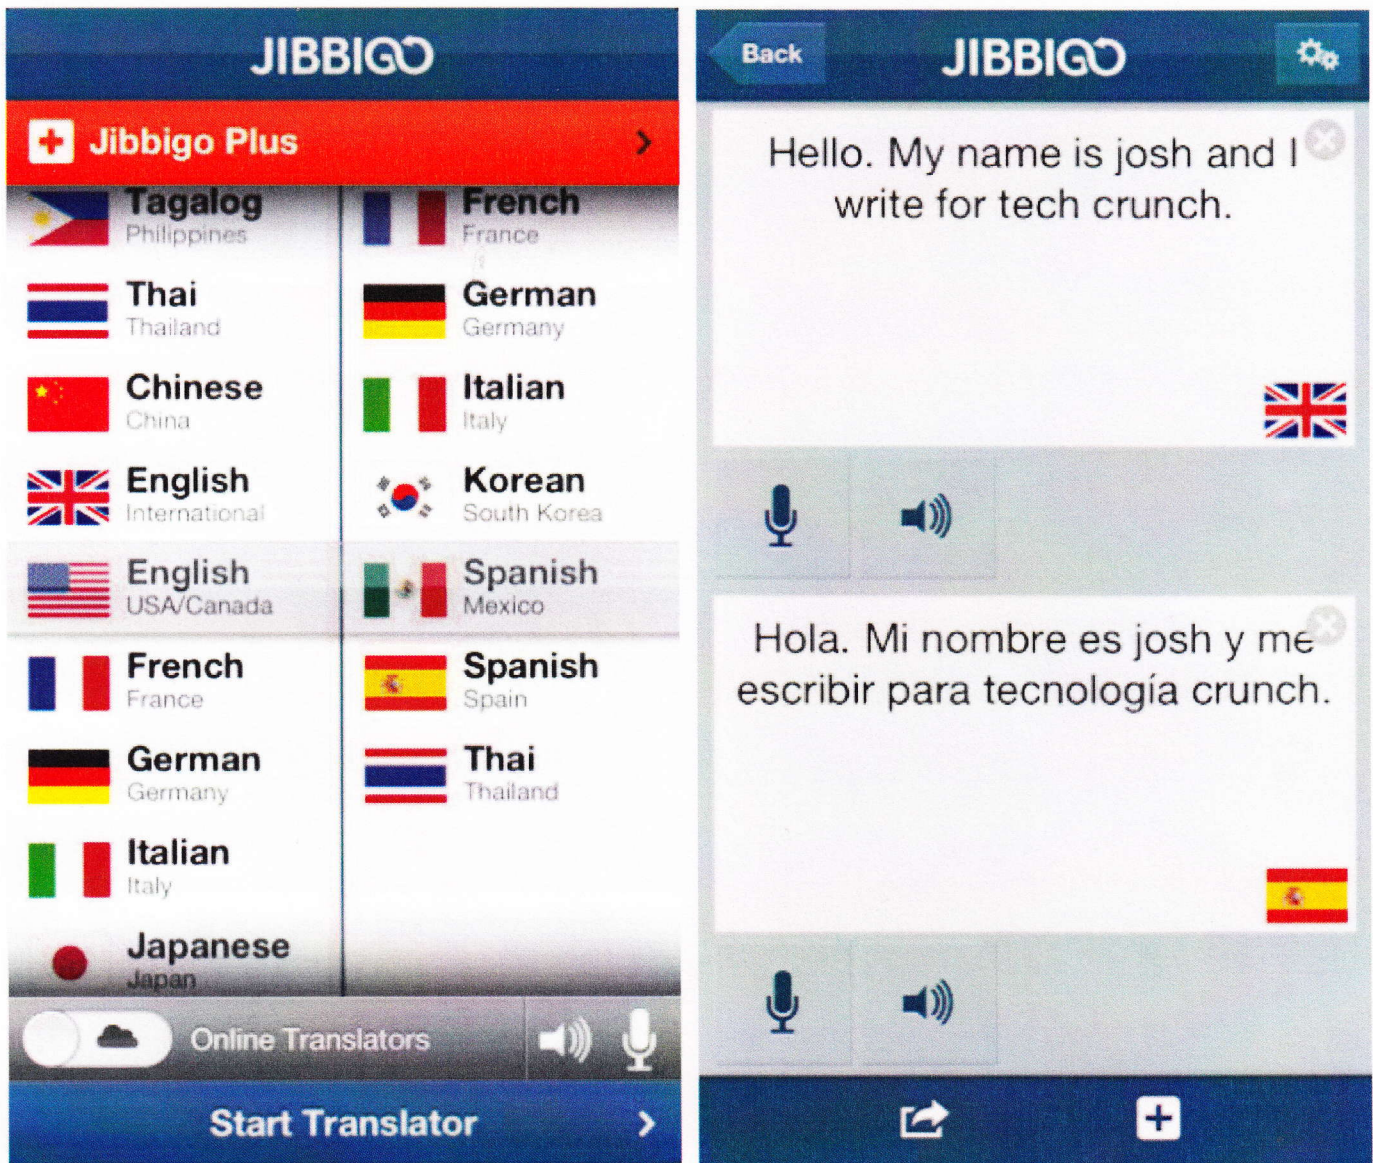 JIBBIGO
Jibbigo Plus
Tagalog
Philippines
Thai
Thailand
Chinese
China
English
International
English
USA/Canada
French
France
German
Germany
Italian
Italy
Japanese
Japan
French
France
German
Germany
Italian
Italy
Korean
South Korea
Spanish
Mexico
Spanish
Spain
Thai
Thailand
Online Translators
Start Translator
Back
JIBBIGO
Hello. My name is josh and I
write for tech crunch.
Hola. Mi nombre es josh y me
escribir para tecnología crunch.